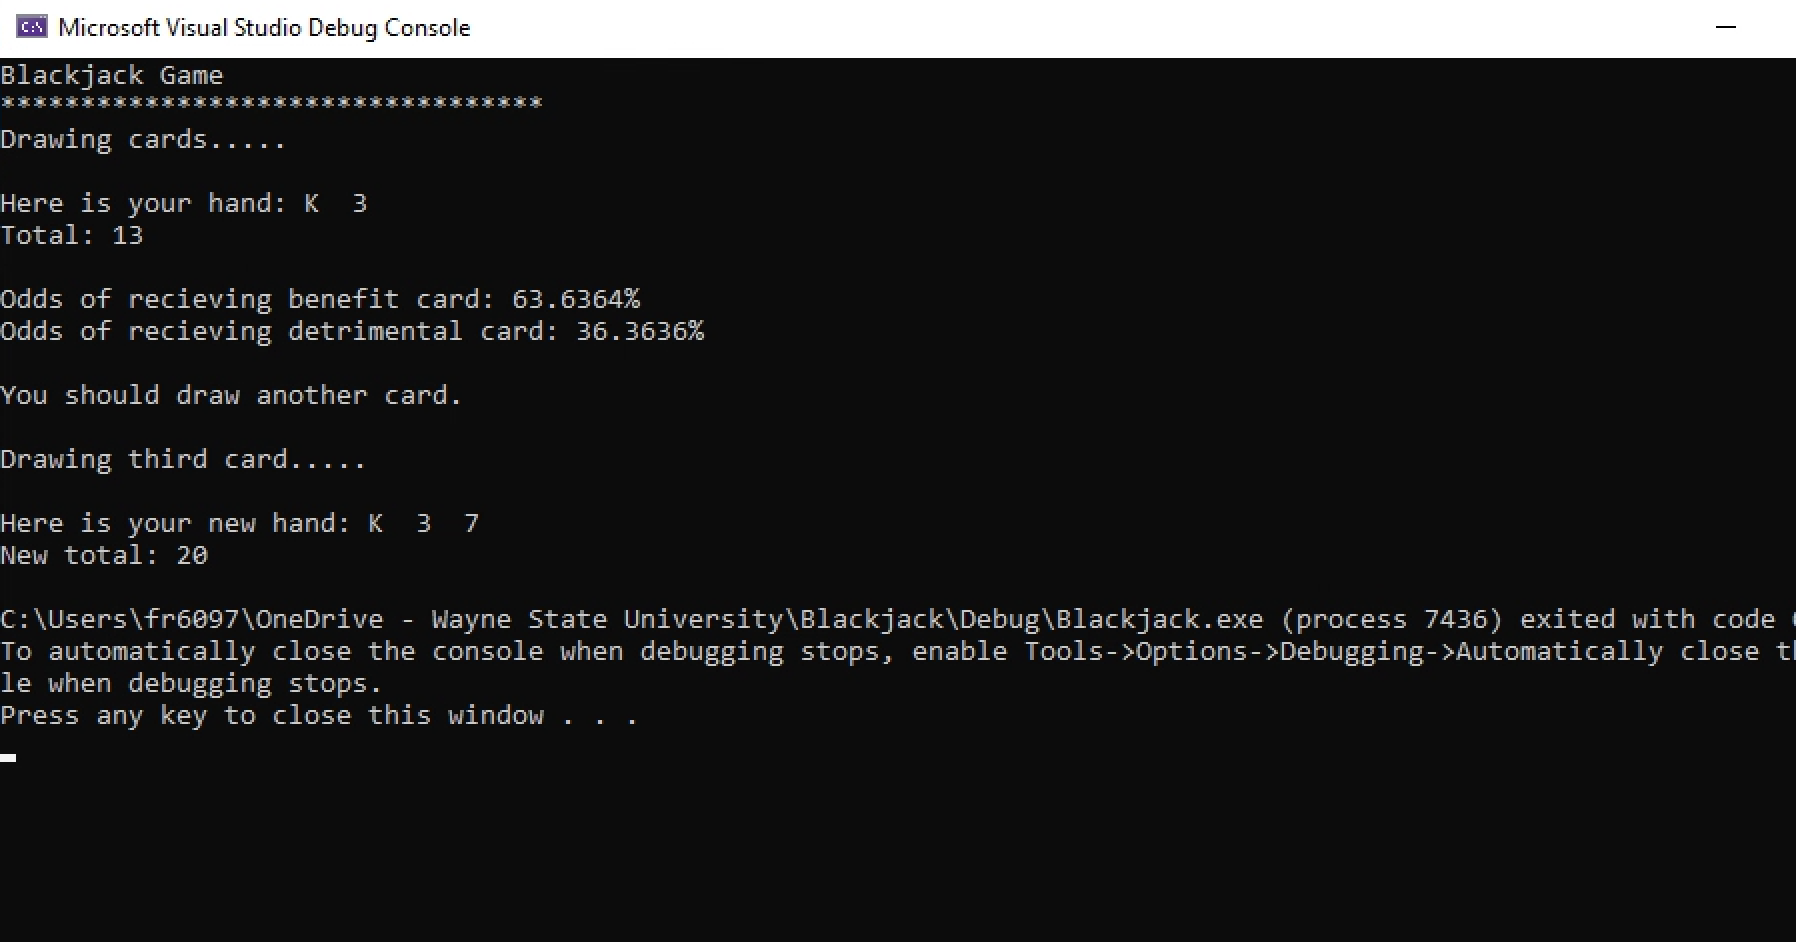 Microsoft Visual Studio Debug Console
Blackjack Game
**********************************
Drawing cards.....
Here is your hand: K  3
Total: 13
Odds of recieving benefit card: 63.6364%
Odds of recieving detrimental card: 36.3636%
You should draw another card.
Drawing third card.....
Here is your new hand: K  3  7
New total: 20
C:\Users\fr6097\OneDrive - Wayne State University\Blackjack\Debug\Blackjack.exe (process 7436) exited with code
To automatically close the console when debugging stops, enable Tools->Options->Debugging->Automatically close
le when debugging stops.
Press any key to close this window . . .